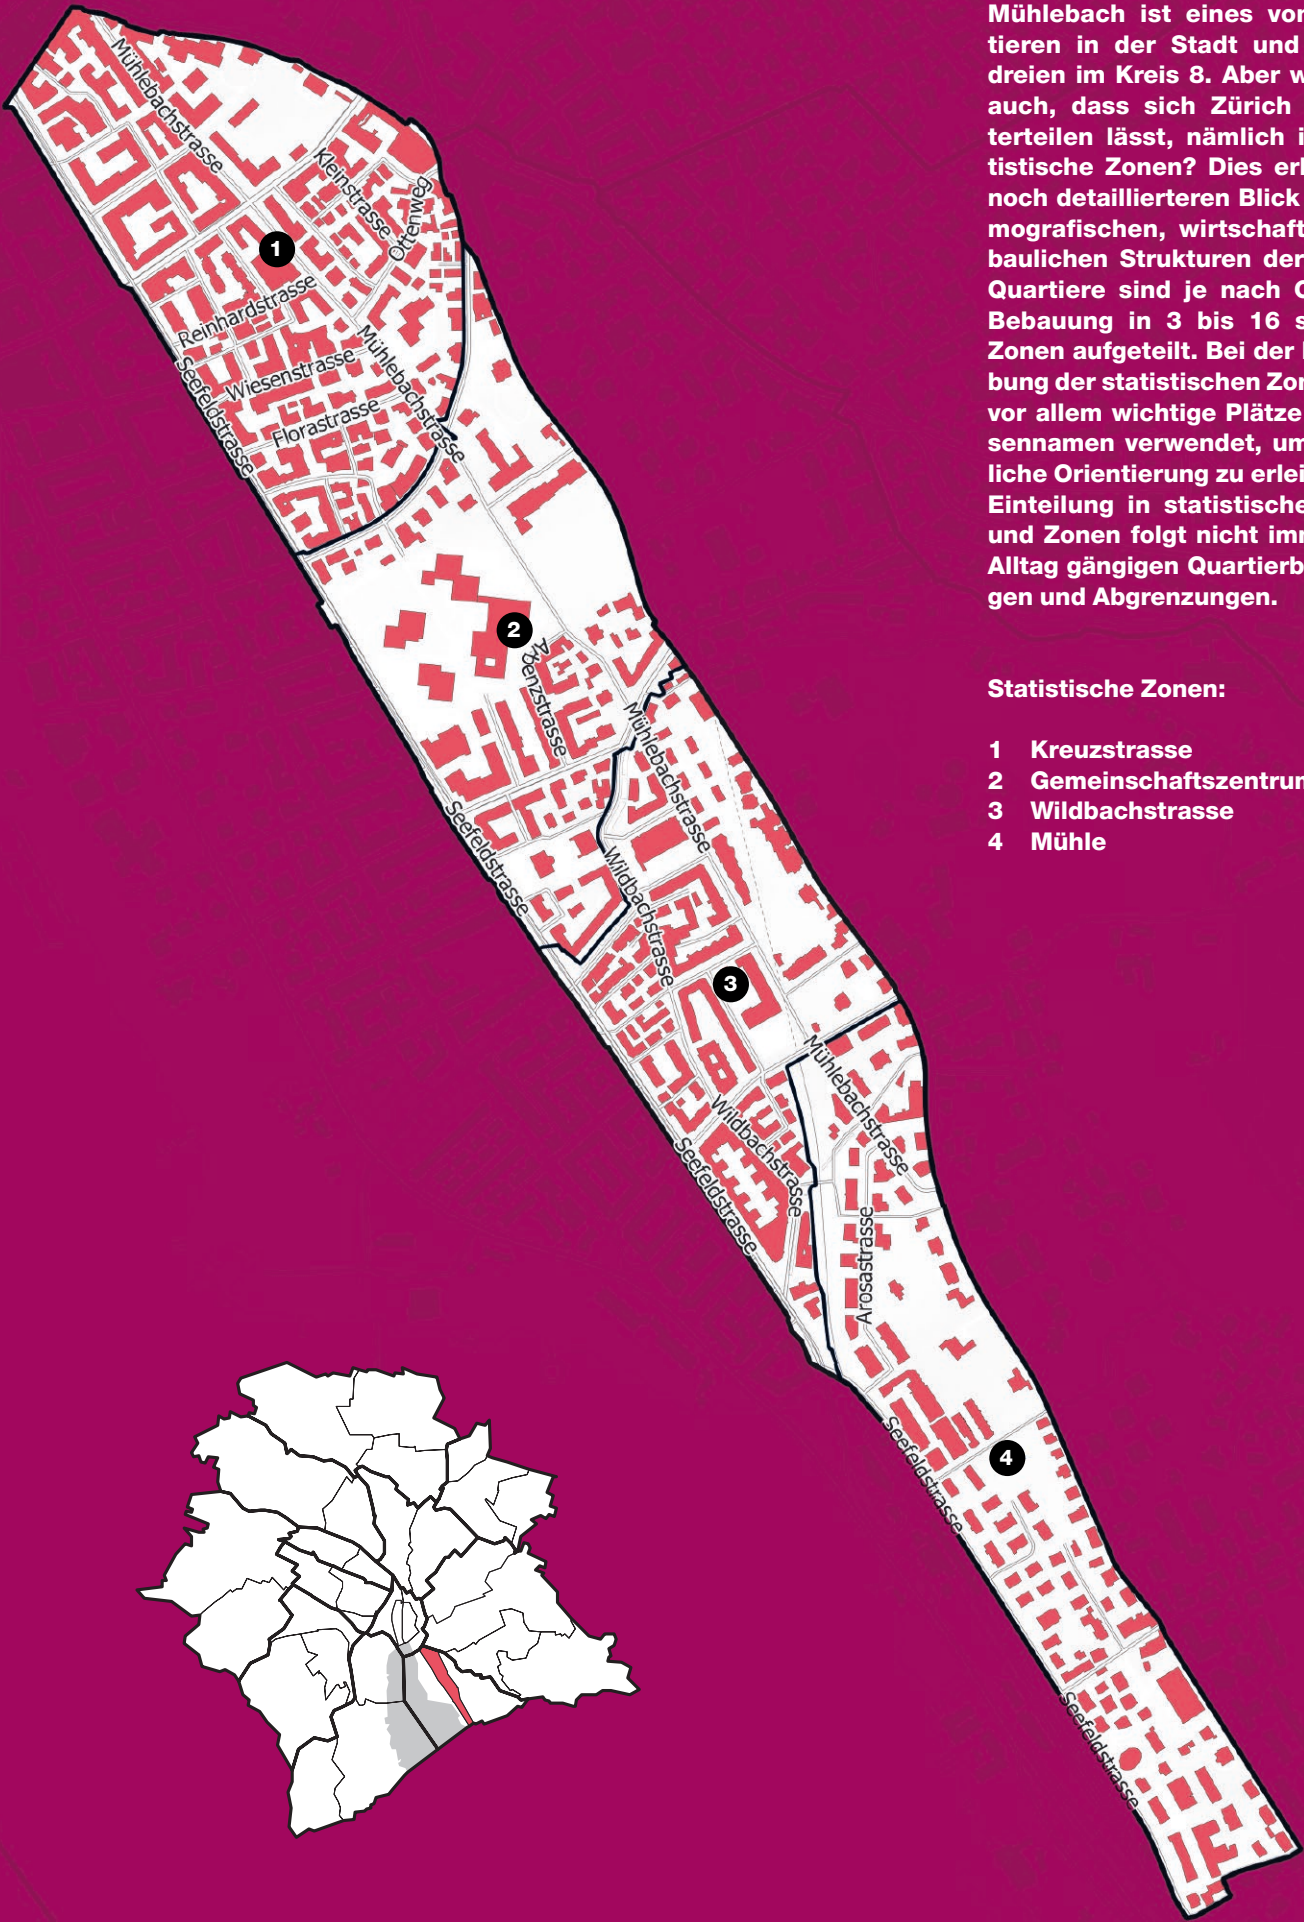 Mühlebach ist eines von
tieren in der Stadt und
dreien im Kreis 8. Aber w
auch, dass sich Zürich
terteilen lässt, nämlich i
tistische Zonen? Dies erl
noch detaillierteren Blick
mografischen, wirtschaft
baulichen Strukturen der
Quartiere sind je nach
Bebauung in 3 bis 16 s
Zonen aufgeteilt. Bei der
bung der statistischen Zon
vor allem wichtige Plätze
sennamen verwendet, um
liche Orientierung zu erlei
Einteilung in statistische
und Zonen folgt nicht imm
Alltag gängigen Quartierb
gen und Abgrenzungen.
Statistische Zonen:
1 Kreuzstrasse
2 Gemeinschaftszentrum
3 Wildbachstrasse
4 Mühle
Mühlebachstrasse
Kleinstrasse
Ottenweg
1
Reinhardstrasse
Mühlebachstrasse
Wiesenstrasse
Seefeldstrasse
Florastrasse
2
enzstrasse
Mühlebachstrasse
Seefeldstrasse
Wildbachstrasse
3
Mühlebachstrasse
Wildbachstrasse
Seefeldstrasse
Arosastrasse
Seefeldstrasse
4
Seefeldstrasse